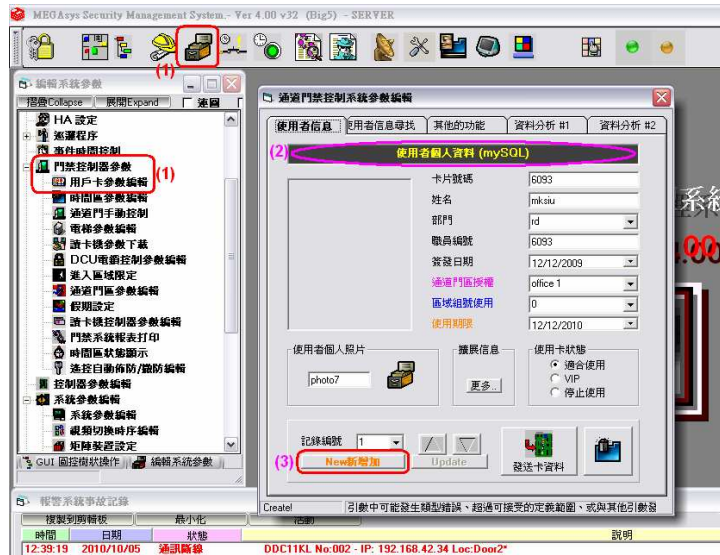 MEGAsys Security Management System.- Ver 4.00 v32 (Big5) - SERVER
(1)
編輯系統參數
摺疊Collapse 展開Expand 連圖
HA 設定
巡邏程序
事件時間控制
門禁控制器參數
(1)
用戶卡參數編輯
時間區參數編輯
通道門手動控制
電梯參數編輯
讀卡機參數下載
DCU電鎖控制參數編輯
進入區域限定
通道門區參數編輯
假期設定
讀卡機控制器參數編輯
門禁系統報表打印
時間區狀態顯示
遙控自動佈防/撤防編輯
控制器參數編輯
系統參數編輯
系統參數編輯
視頻切換時序編輯
矩陣裝置設定
GUI 圖控樹狀操作 編輯系統參數
通道門禁控制系統參數編輯
使用者信息 使用者信息尋找 其他的功能 資料分析 #1 資料分析 #2
(2) 使用者個人資料 (mySQL)
卡片號碼 6093
姓名 mksiu
部門 rd
職員編號 6093
簽發日期 12/12/2009
通道門區授權 office 1
區域組號使用 0
使用期限 12/12/2010
使用者個人照片 擴展信息 使用卡狀態
photo7 更多.. 適合使用
VIP
停止使用
記錄編號 1
(3) New新增加 Update 發送卡資料
Create! 引數中可能發生類型錯誤、超過可接受的定義範圍、或與其他引數發
系統
.00
報警系統事故記錄
複製到剪輯板 最小化 活動
時間 日期 狀態 說明
12:39:19 2010/10/05 通訊斷線 DDC11KL No:002 - IP: 192.168.42.34 Loc:Door2*